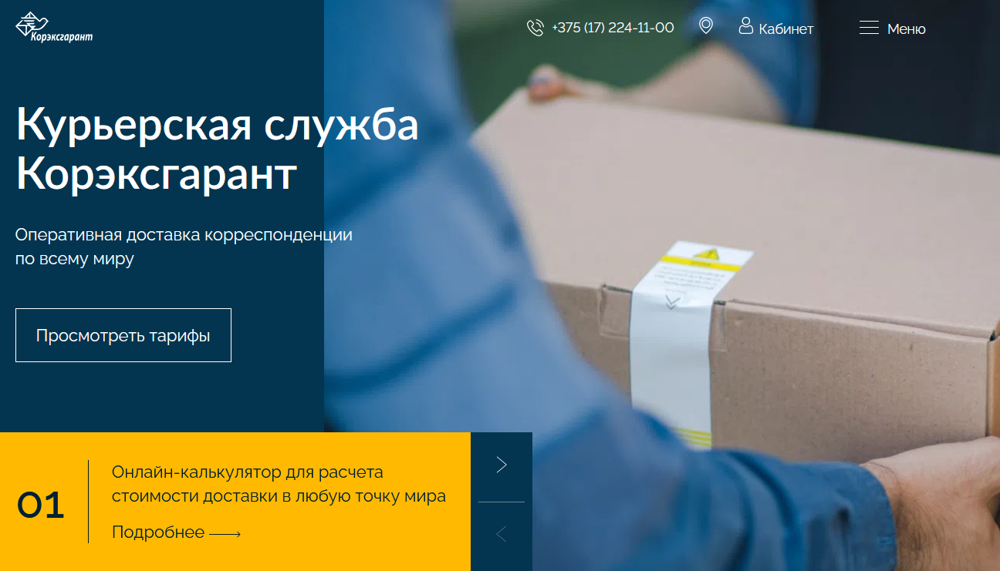 Корэксгарант
+375 (17) 224-11-00
Кабинет
Меню
Курьерская служба
Корэксгарант
Оперативная доставка корреспонденции
по всему миру
Просмотреть тарифы
01
Онлайн-калькулятор для расчета
стоимости доставки в любую точку мира
Подробнее